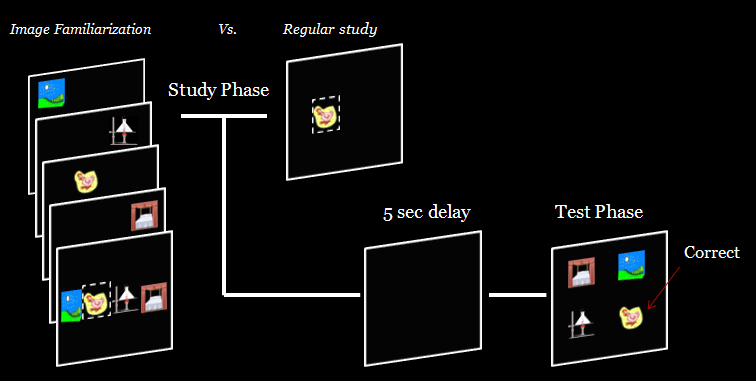 Image Familiarization
Vs.
Regular study
Study Phase
5 sec delay
Test Phase
Correct